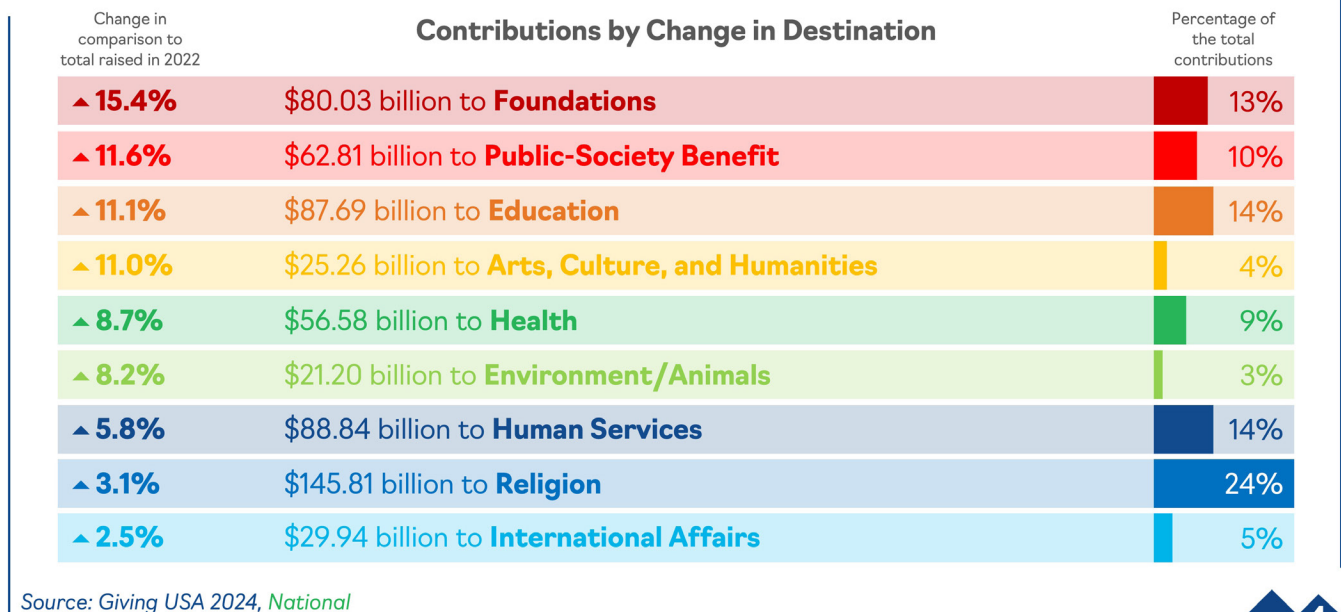 Change in
comparison to
total raised in 2022
Contributions by Change in Destination
Percentage of
the total
contributions
▲ 15.4% $80.03 billion to Foundations 13%
▲ 11.6% $62.81 billion to Public-Society Benefit 10%
▲ 11.1% $87.69 billion to Education 14%
▲ 11.0% $25.26 billion to Arts, Culture, and Humanities 4%
▲ 8.7% $56.58 billion to Health 9%
▲ 8.2% $21.20 billion to Environment/Animals 3%
▲ 5.8% $88.84 billion to Human Services 14%
▲ 3.1% $145.81 billion to Religion 24%
▲ 2.5% $29.94 billion to International Affairs 5%
Source: Giving USA 2024, National